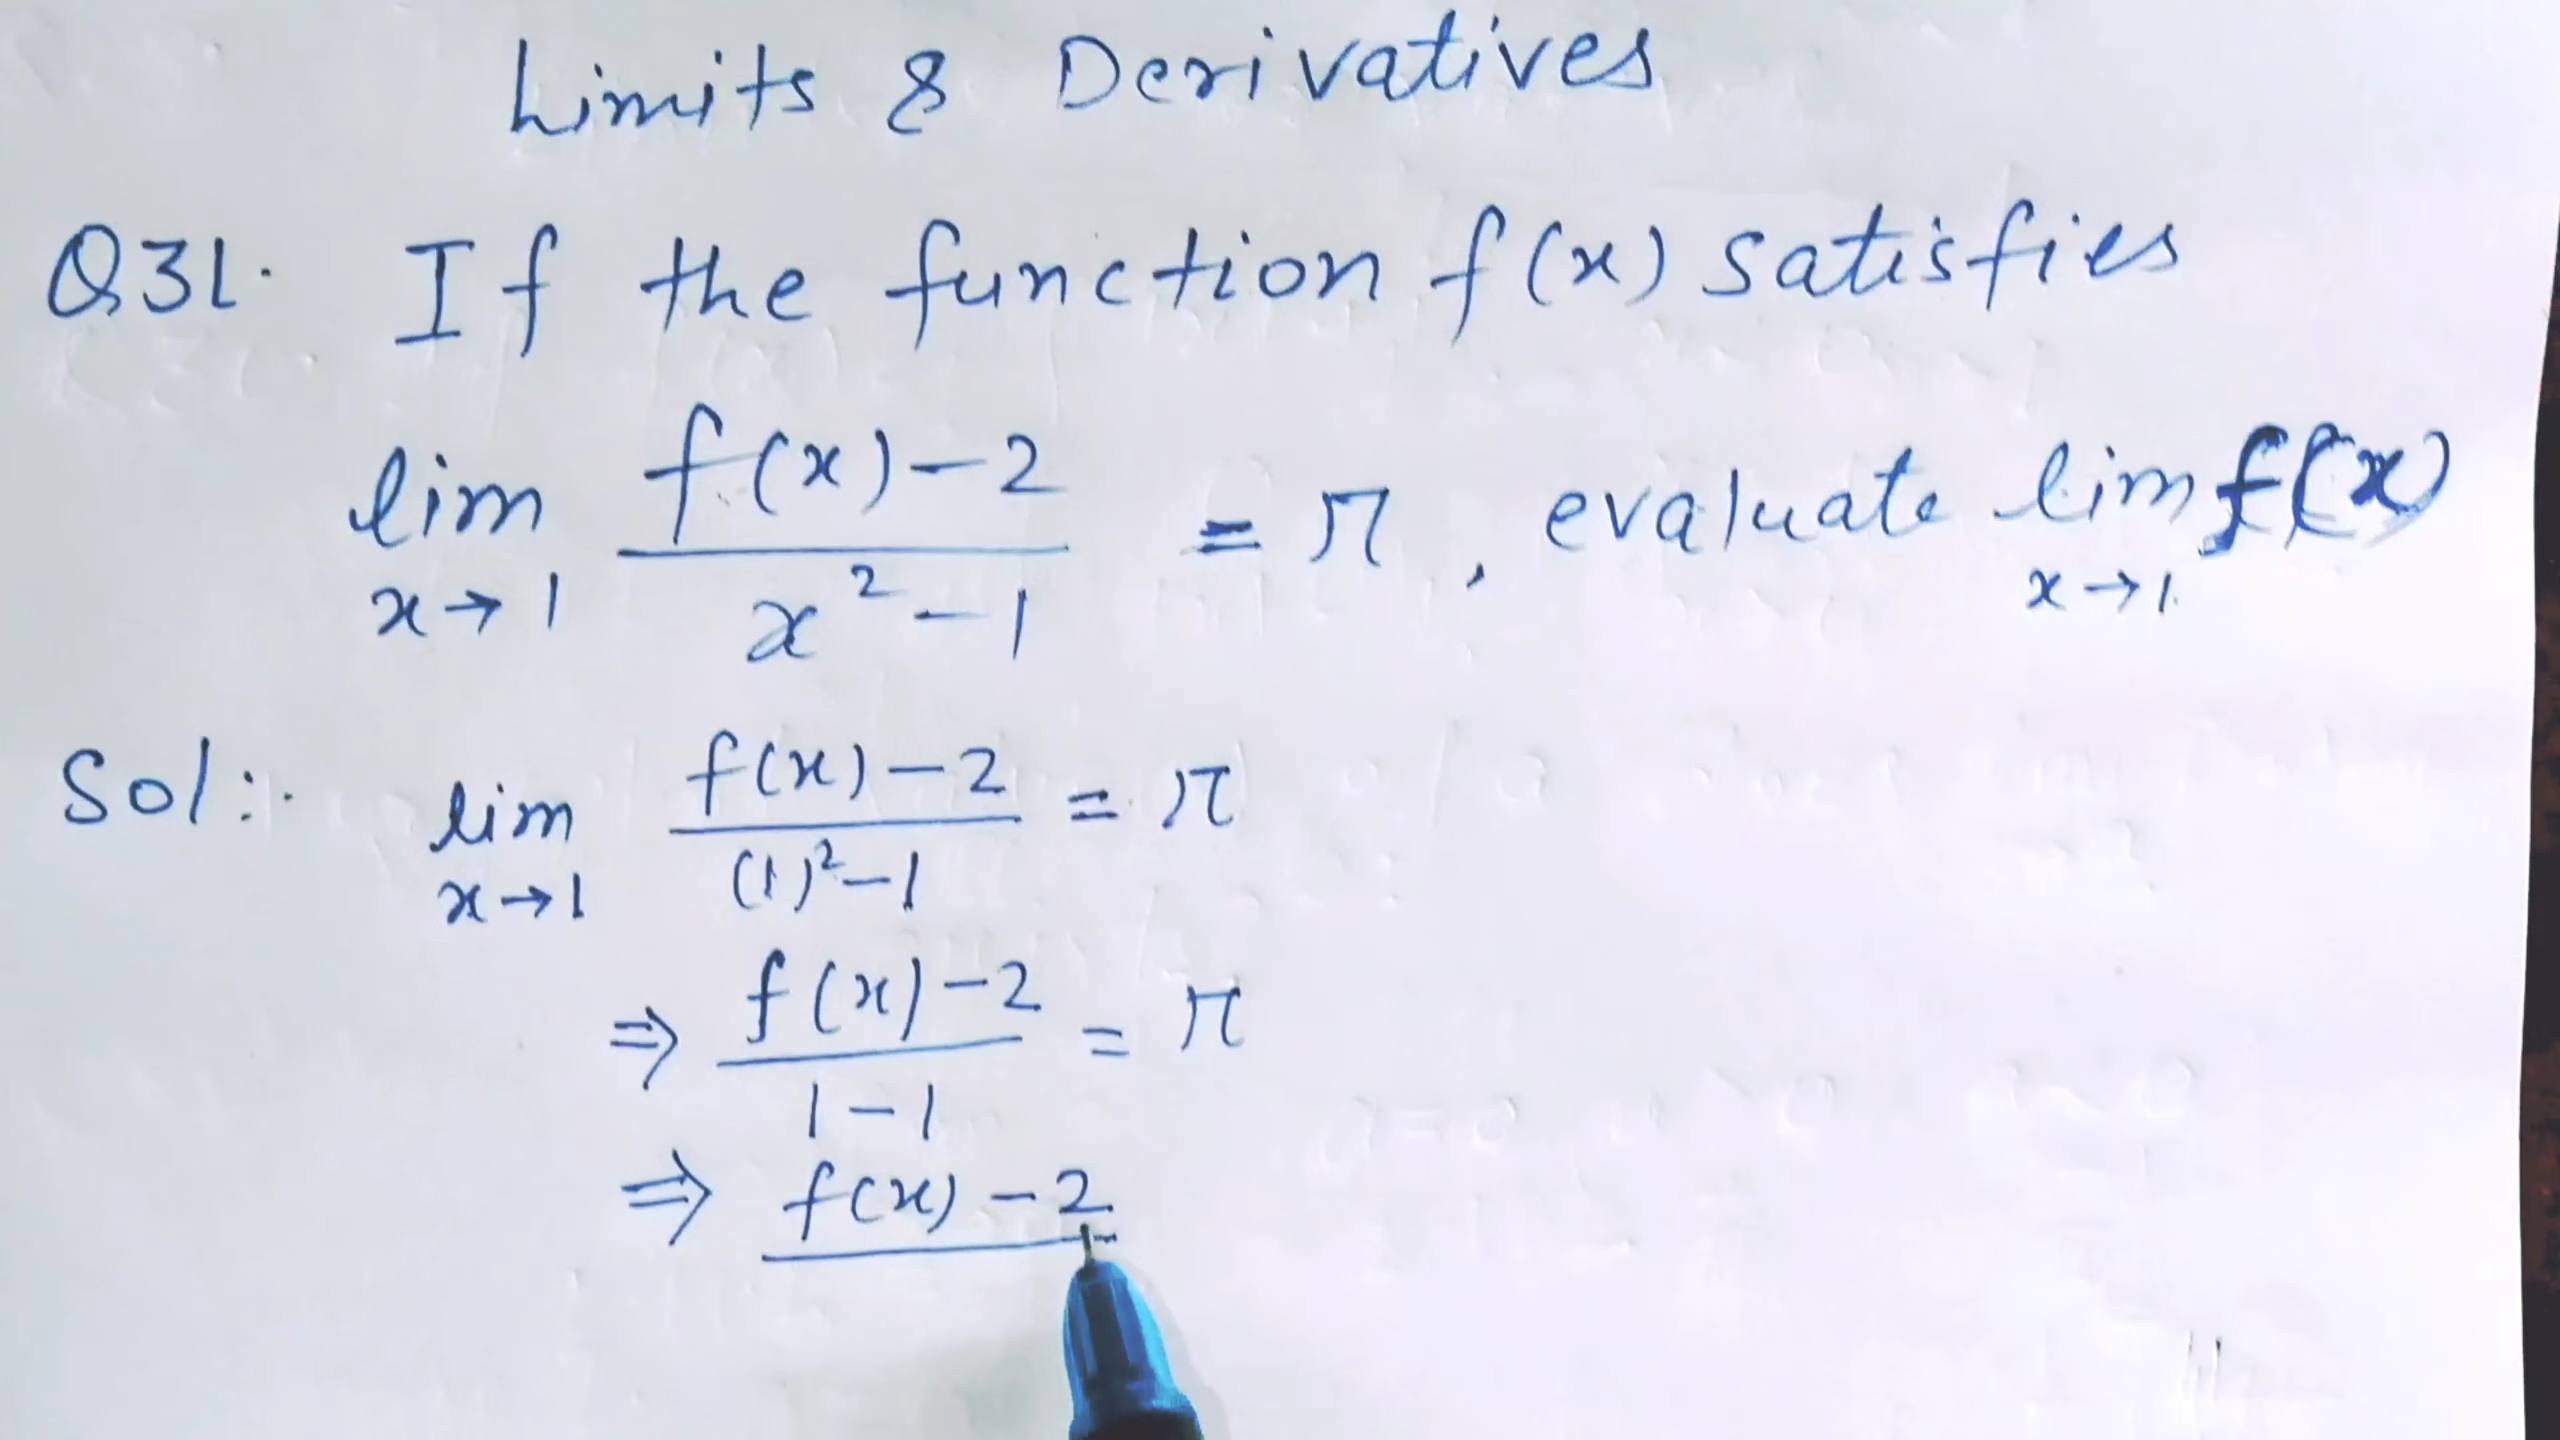 Limits & Derivatives
Q31. If the function f(x) satisfies
lim x→1 f(x)-2 / x²-1 = π, evaluate lim x→1 f(x)
Sol:. lim x→1 f(x)-2 / (1)²-1 = π
⇒ f(x)-2 / 1-1 = π
⇒ f(x)-2